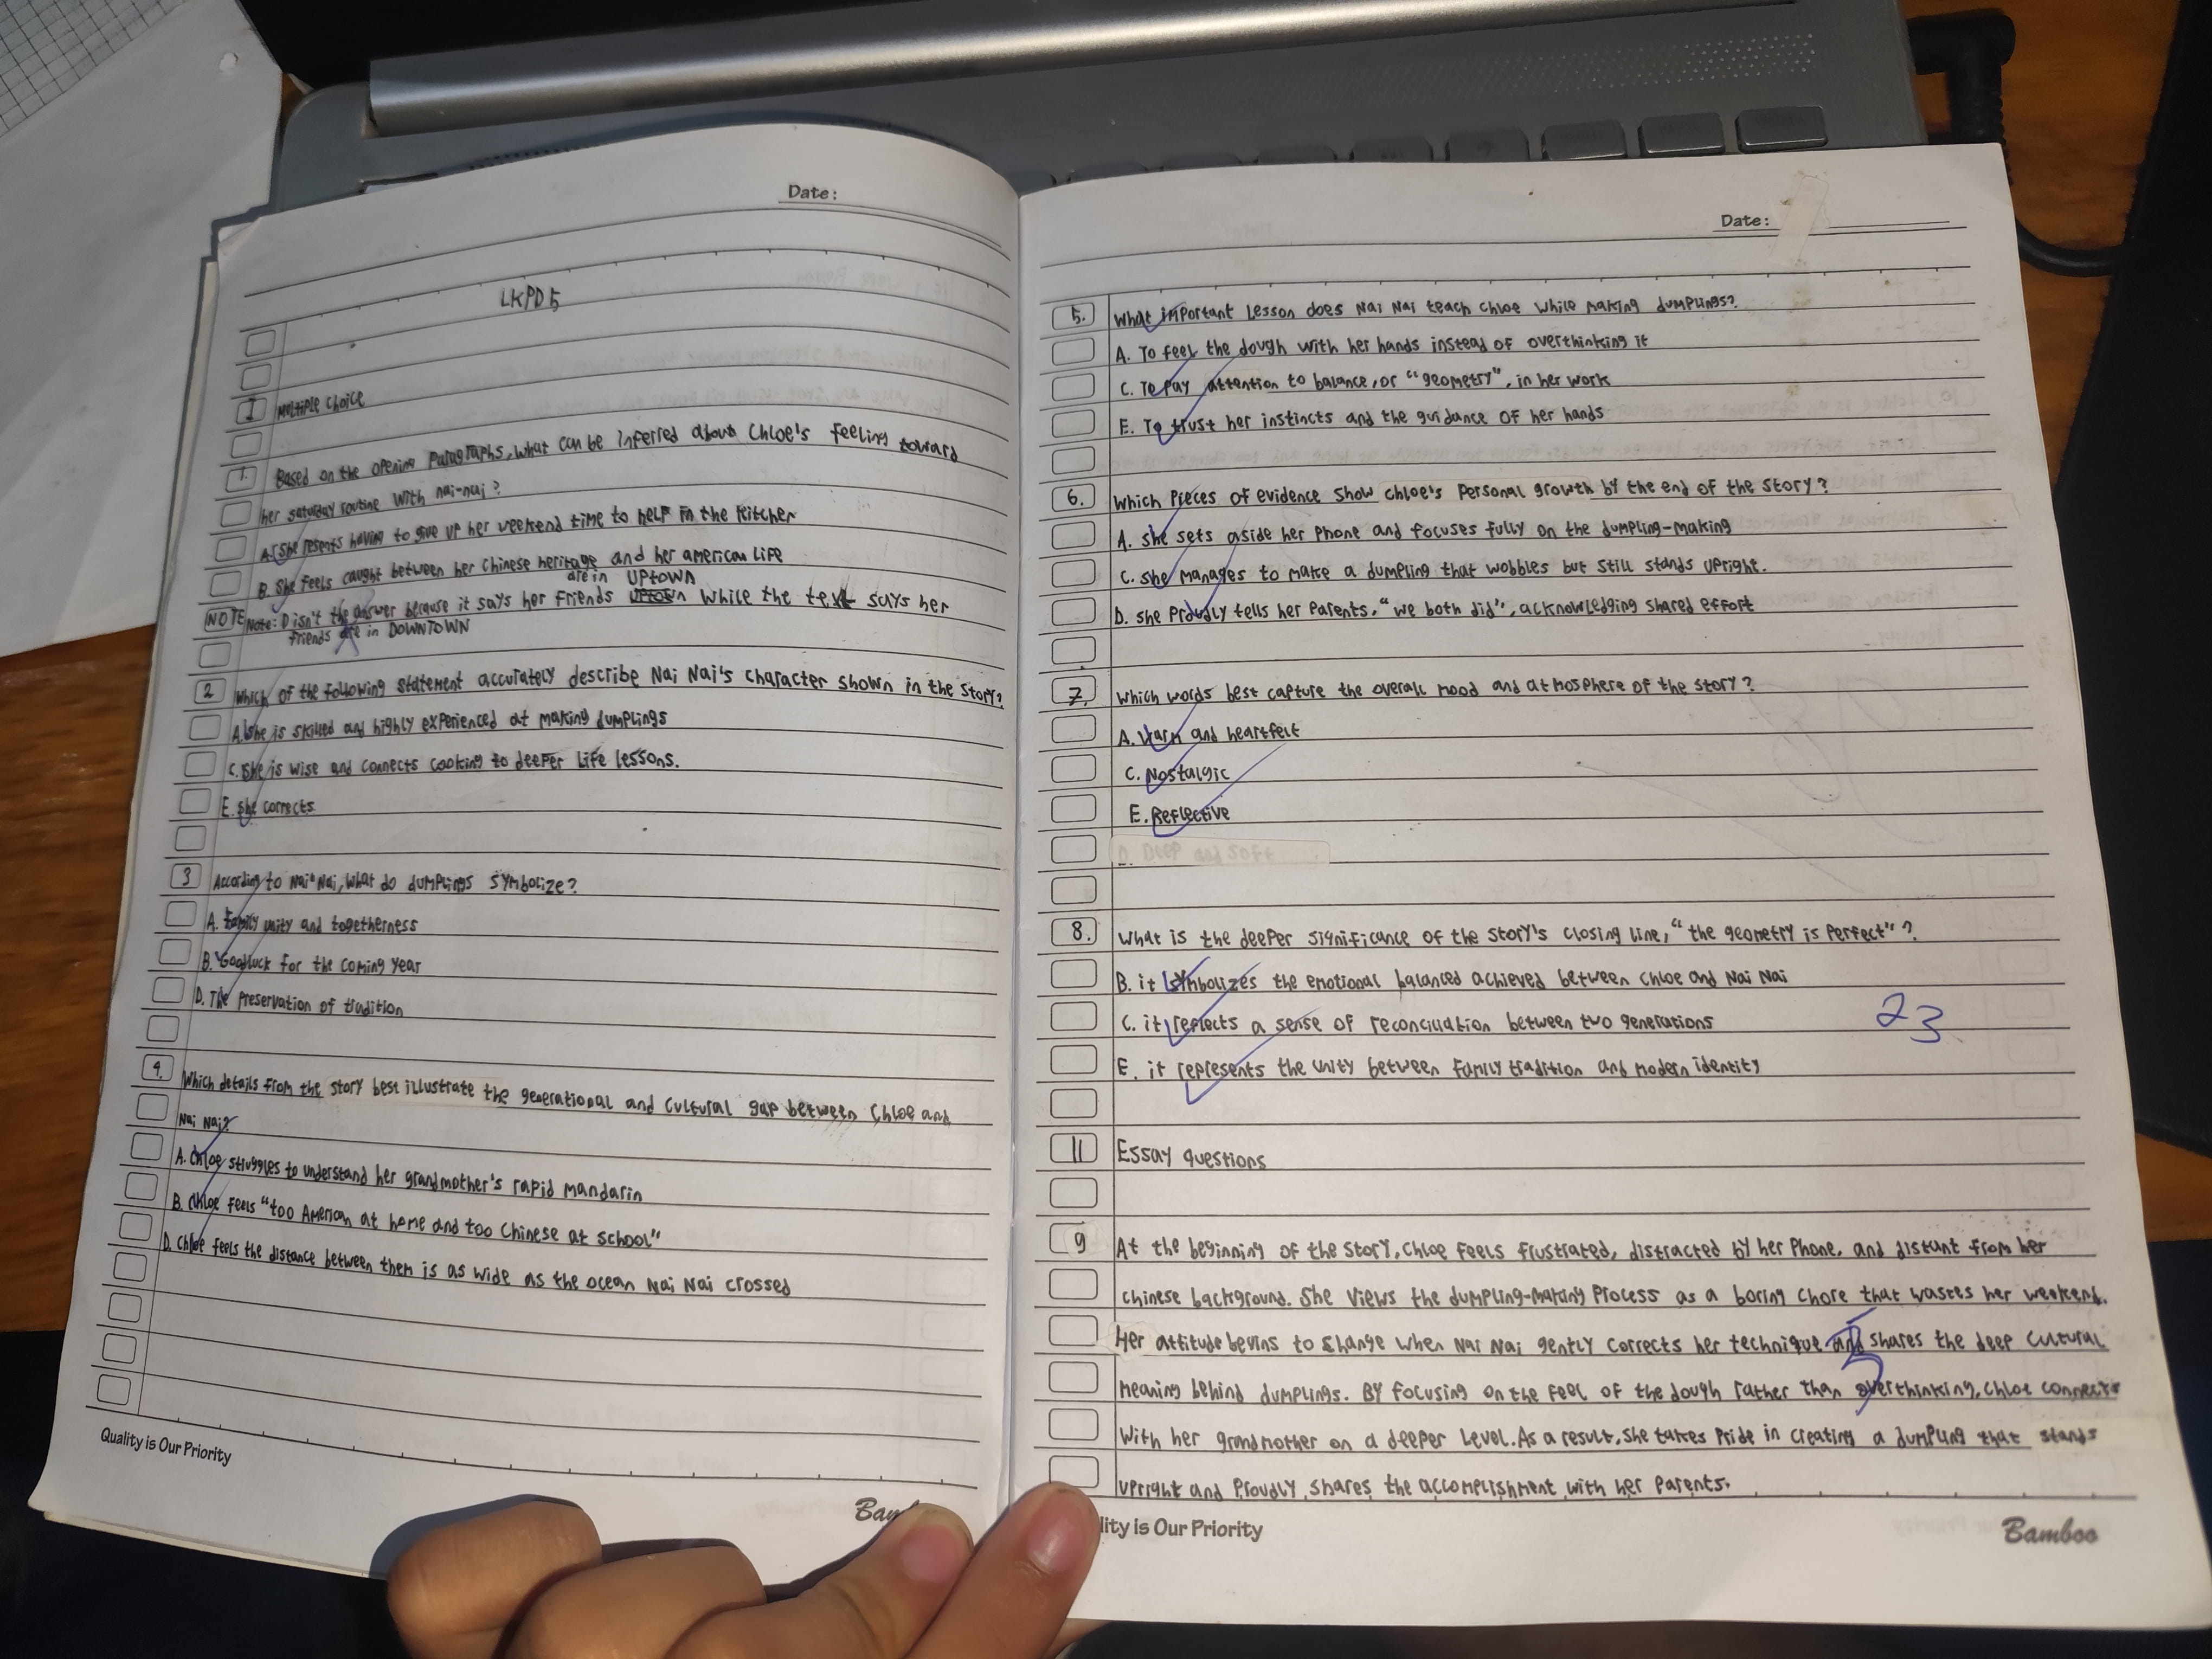 Date:
LKPD 5
I Multiple choice
1. Based on the opening Paragraphs, what can be inferred about Chloe's feeling toward
her saturday routine with nai-nai?
A. She resents having to give up her weekend time to help in the kitcher
B. She feels caught between her Chinese heritage and her american life
are in UPTOWN
NOTE Note: D isn't the answer because it says her friends while the text says her
friends are in DOWNTOWN
2 Which of the following statement accurately describe Nai Nai's character shown in the story?
A. she is skilled and highly experienced at making dumplings
C. she is wise and connects cooking to deeper life lessons.
E. she corrects
3 According to Nai Nai, what do dumplings symbolize?
A. Family unity and togetherness
B. Goodluck for the coming year
D. The preservation of tradition
4. Which details from the story best illustrate the generational and cultural gap between Chloe and
Nai Nai?
A. Chloe struggles to understand her grandmother's rapid mandarin
B. Chloe feels "too American at home and too Chinese at school"
D. Chloe feels the distance between them is as wide as the ocean Nai Nai crossed
Quality is Our Priority
Date:
5. What important lesson does Nai Nai teach Chloe while making dumplings?
A. To feel the dough with her hands instead of overthinking it
C. To pay attention to balance, or "geometry", in her work
E. To trust her instincts and the guidance of her hands
6. Which pieces of evidence show chloe's personal growth by the end of the story?
A. she sets aside her phone and focuses fully on the dumpling-making
C. she manages to make a dumpling that wobbles but still stands upright.
D. she proudly tells her parents, "we both did", acknowledging shared effort
7. Which words best capture the overall mood and atmosphere of the story?
A. Warm and heartfelt
C. Nostalgic
E. Reflective
D. Deep and soft
8. What is the deeper significance of the story's closing line, "the geometry is perfect"?
B. it symbolizes the emotional balanced achieved between chloe and Nai Nai
C. it reflects a sense of reconciliation between two generations
23
E. it represents the unity between family tradition and modern identity
II Essay questions
9 At the beginning of the story, Chloe feels frustrated, distracted by her phone, and distant from her
chinese background. She views the dumpling-making process as a boring chore that wastes her weekend.
Her attitude begins to change when Nai Nai gently corrects her technique and shares the deep cultural
5
meaning behind dumplings. By focusing on the feel of the dough rather than overthinking, chloe connects
with her grandmother on a deeper level. As a result, she takes pride in creating a dumpling that stands
upright and proudly shares the accomplishment with her parents.
lity is Our Priority
Bamboo